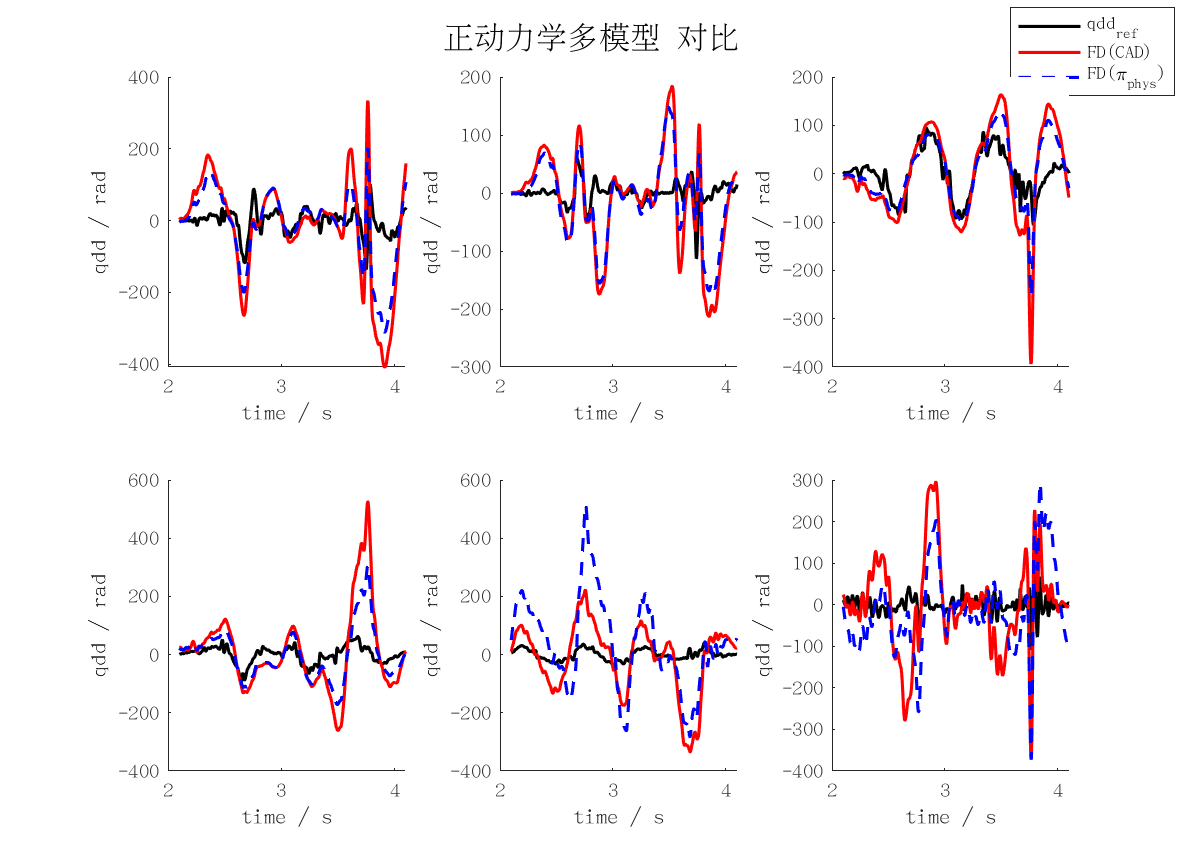 正动力学多模型 对比
qdd_ref
FD(CAD)
FD(π_phys)
400
200
0
-200
-400
qdd / rad
2 3 4
time / s
200
100
0
-100
-200
-300
qdd / rad
2 3 4
time / s
200
100
0
-100
-200
-300
-400
qdd / rad
2 3 4
time / s
600
400
200
0
-200
-400
qdd / rad
2 3 4
time / s
600
400
200
0
-200
-400
qdd / rad
2 3 4
time / s
300
200
100
0
-100
-200
-300
-400
qdd / rad
2 3 4
time / s